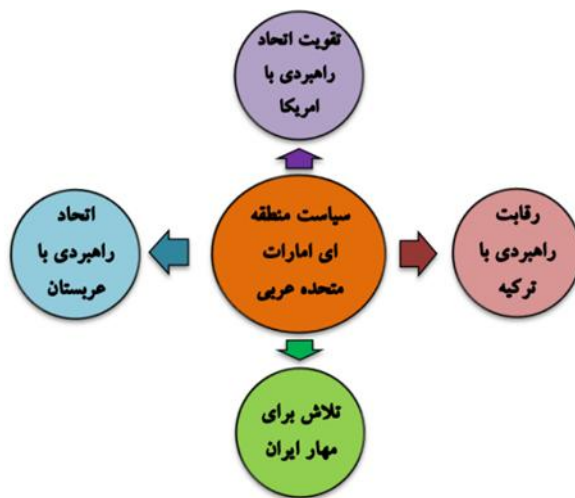 تقویت اتحاد
راهبردی با
امریکا
سیاست منطقه
ای امارات
متحده عربی
رقابت
راهبردی با
ترکیه
اتحاد
راهبردی با
عربستان
تلاش برای
مهار ایران